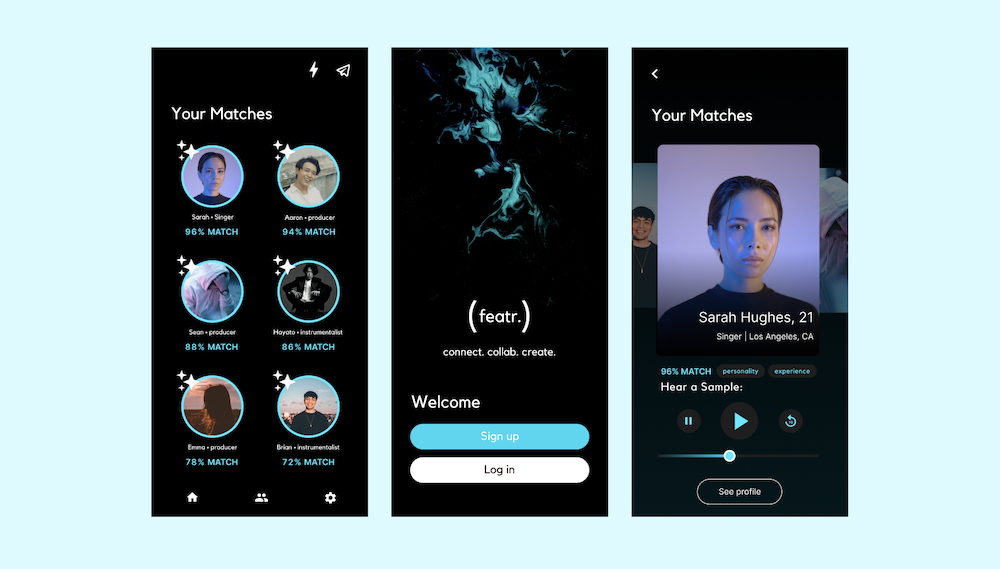 Your Matches
Sarah • Singer
96% MATCH
Aaron • producer
94% MATCH
Sean • producer
88% MATCH
Hayato • instrumentalist
86% MATCH
Emma • producer
78% MATCH
Brian • instrumentalist
72% MATCH
(featr.)
connect. collab. create.
Welcome
Sign up
Log in
Your Matches
Sarah Hughes, 21
Singer | Los Angeles, CA
96% MATCH personality experience
Hear a Sample:
See profile